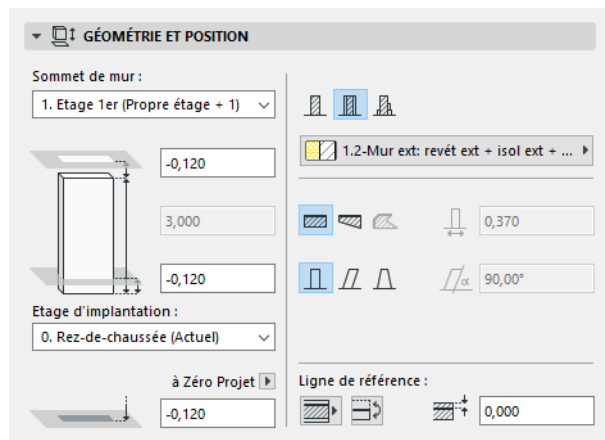 GÉOMÉTRIE ET POSITION
Sommet de mur :
1. Etage 1er (Propre étage + 1)
-0,120
3,000
-0,120
Etage d'implantation :
0. Rez-de-chaussée (Actuel)
à Zéro Projet
-0,120
1.2-Mur ext: revét ext + isol ext + ...
0,370
α
90,00°
Ligne de référence :
0,000